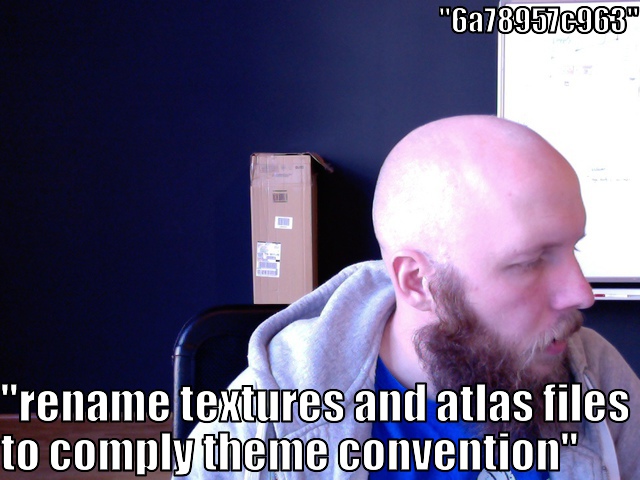 "6a78957c963"
"rename textures and atlas files
to comply theme convention"